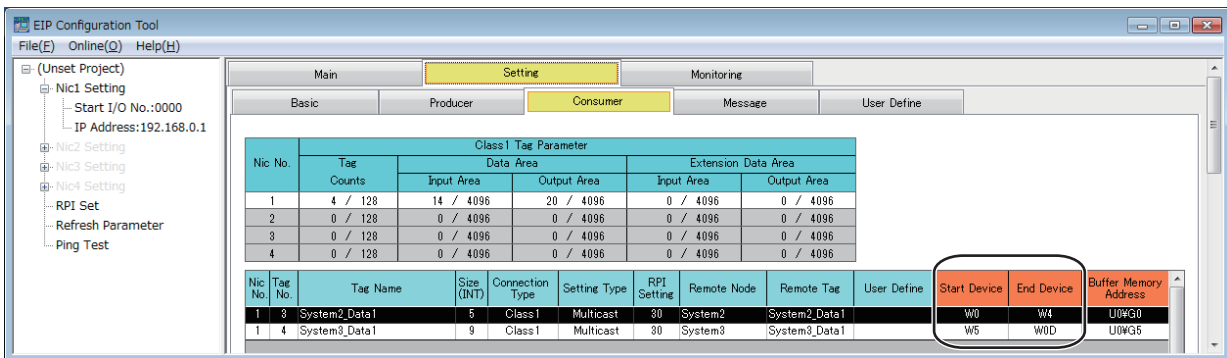 EIP Configuration Tool
File(F) Online(O) Help(H)
(Unset Project)
Nic1 Setting
Start I/O No.:0000
IP Address:192.168.0.1
Nic2 Setting
Nic3 Setting
Nic4 Setting
RPI Set
Refresh Parameter
Ping Test
Main Setting Monitoring
Basic Producer Consumer Message User Define
Nic No. Class1 Tag Parameter
Tag Counts Data Area Extension Data Area
Input Area Output Area Input Area Output Area
1 4 / 128 14 / 4096 20 / 4096 0 / 4096 0 / 4096
2 0 / 128 0 / 4096 0 / 4096 0 / 4096 0 / 4096
3 0 / 128 0 / 4096 0 / 4096 0 / 4096 0 / 4096
4 0 / 128 0 / 4096 0 / 4096 0 / 4096 0 / 4096
Nic No. Tag No. Tag Name Size (INT) Connection Type Setting Type RPI Setting Remote Node Remote Tag User Define Start Device End Device Buffer Memory Address
1 3 System2_Data1 5 Class1 Multicast 30 System2 System2_Data1 W0 W4 U0¥G0
1 4 System3_Data1 9 Class1 Multicast 30 System3 System3_Data1 W5 W0D U0¥G5